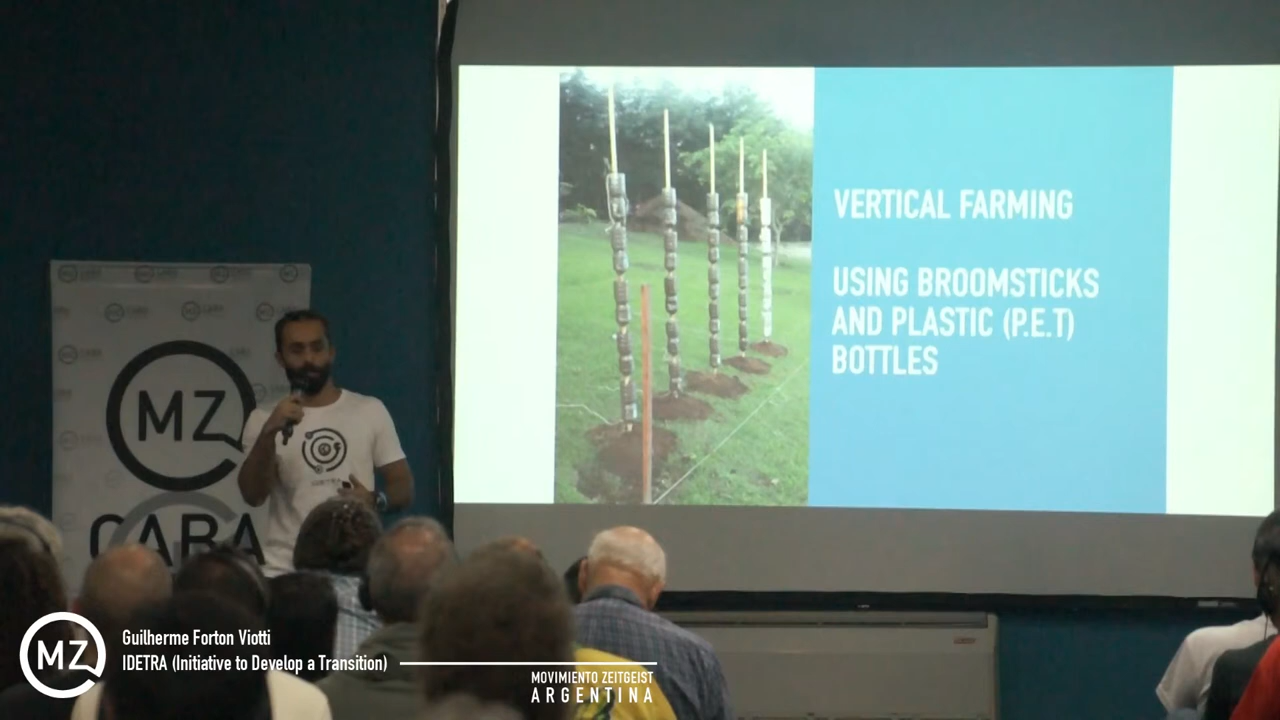 VERTICAL FARMING
USING BROOMSTICKS
AND PLASTIC (P.E.T)
BOTTLES
MZ
CABA
MZ
Guilherme Forton Viotti
IDETRA (Initiative to Develop a Transition)
MOVIMIENTO ZEITGEIST
ARGENTINA